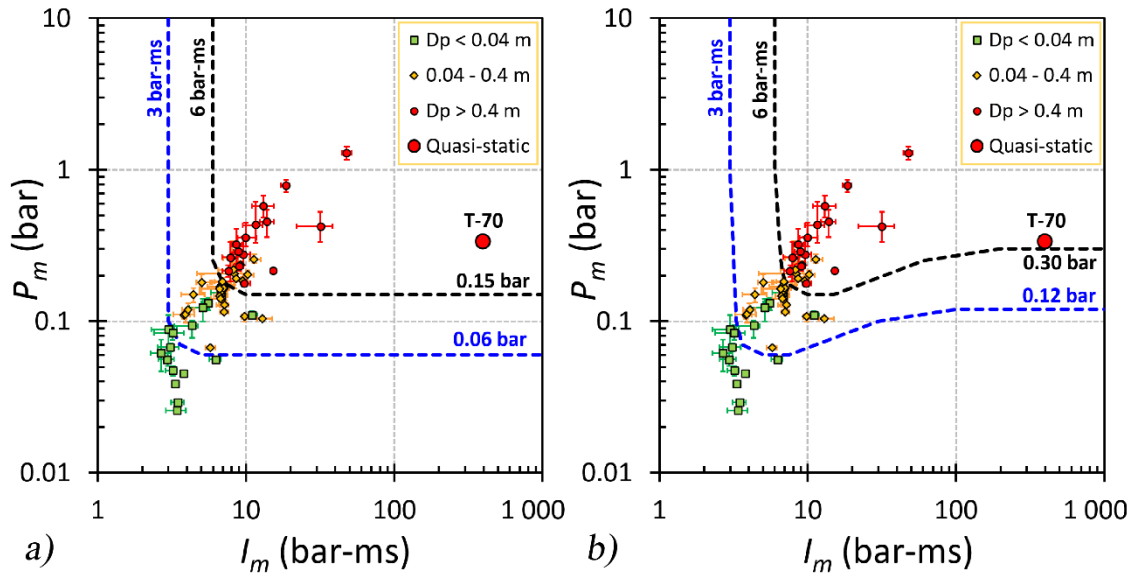 10
1
0.1
0.01
P_m (bar)
3 bar-ms
6 bar-ms
Dp < 0.04 m
0.04 - 0.4 m
Dp > 0.4 m
Quasi-static
T-70
0.15 bar
0.06 bar
1
10
100
1 000
I_m (bar-ms)
a)
10
1
0.1
0.01
P_m (bar)
3 bar-ms
6 bar-ms
Dp < 0.04 m
0.04 - 0.4 m
Dp > 0.4 m
Quasi-static
T-70
0.30 bar
0.12 bar
1
10
100
1 000
I_m (bar-ms)
b)